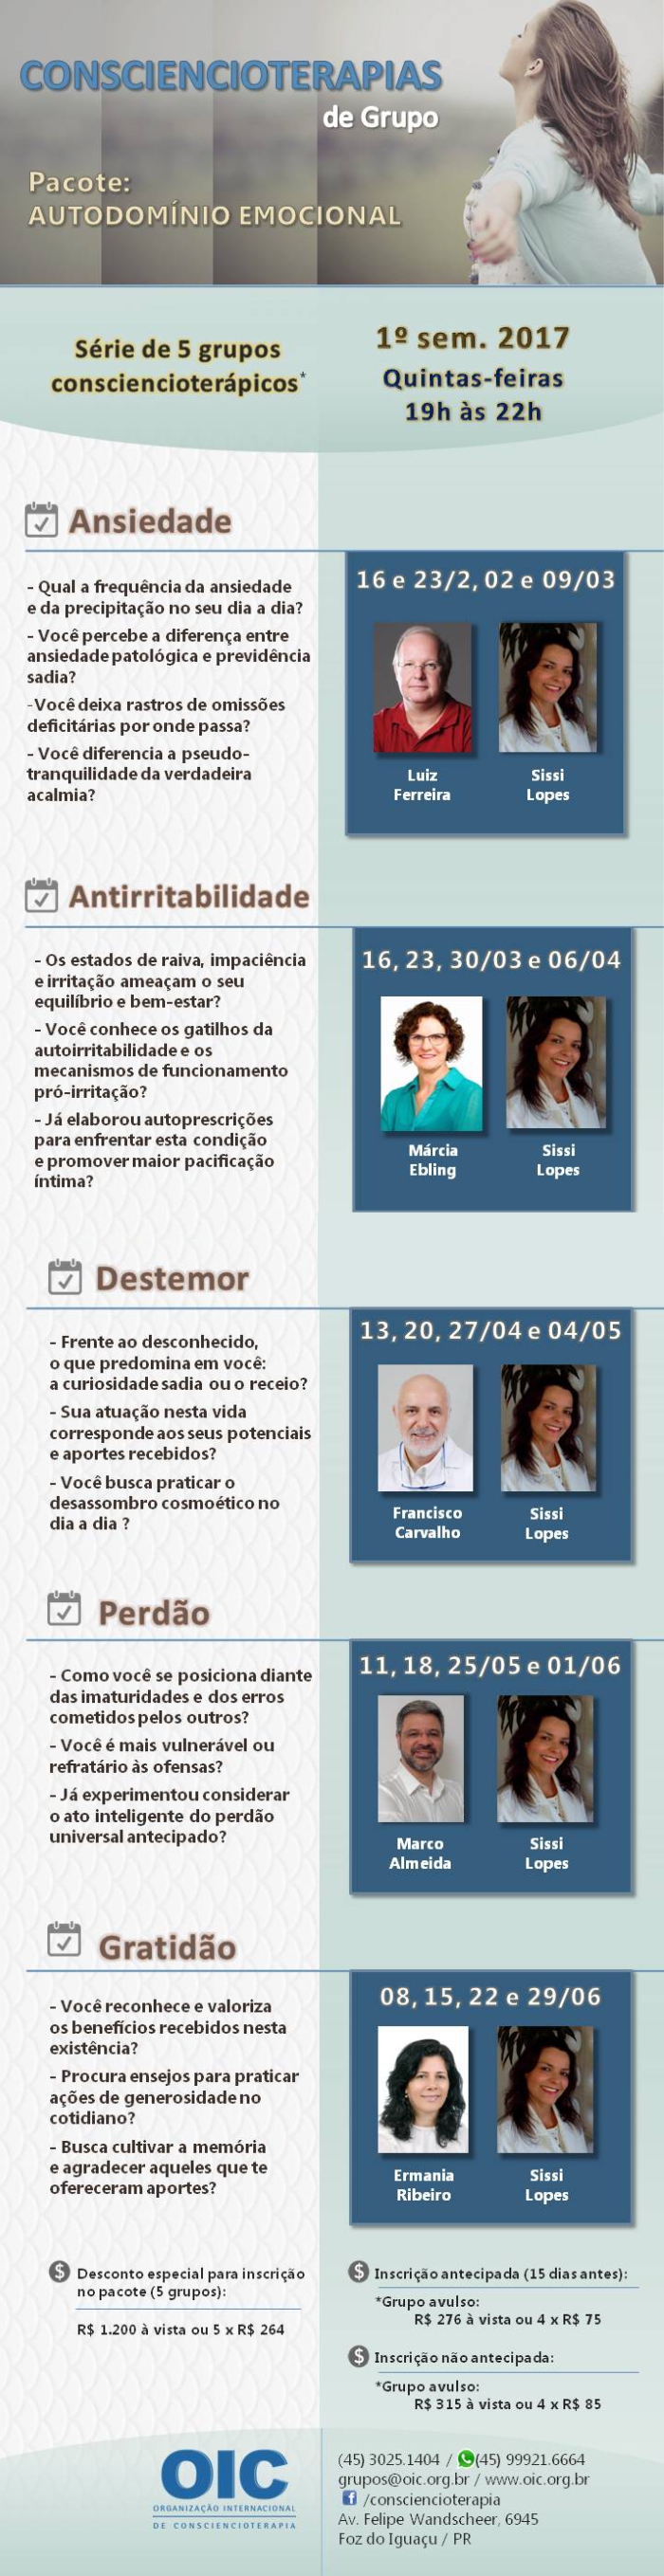 CONSCIENCIOTERAPIAS
de Grupo
Pacote:
AUTODOMÍNIO EMOCIONAL
Série de 5 grupos
consciencioterápicos*
1º sem. 2017
Quintas-feiras
19h às 22h
Ansiedade
- Qual a frequência da ansiedade
e da precipitação no seu dia a dia?
- Você percebe a diferença entre
ansiedade patológica e previdência
sadia?
- Você deixa rastros de omissões
deficitárias por onde passa?
- Você diferencia a pseudo-
tranquilidade da verdadeira
acalmia?
16 e 23/2, 02 e 09/03
Luiz
Ferreira
Sissi
Lopes
Antirritabilidade
- Os estados de raiva, impaciência
e irritação ameaçam o seu
equilíbrio e bem-estar?
- Você conhece os gatilhos da
autoirritabilidade e os
mecanismos de funcionamento
pró-irritação?
- Já elaborou autoprescrições
para enfrentar esta condição
e promover maior pacificação
íntima?
16, 23, 30/03 e 06/04
Márcia
Ebling
Sissi
Lopes
Destemor
- Frente ao desconhecido,
o que predomina em você:
a curiosidade sadia ou o receio?
- Sua atuação nesta vida
corresponde aos seus potenciais
e aportes recebidos?
- Você busca praticar o
desassombro cosmoético no
dia a dia ?
13, 20, 27/04 e 04/05
Francisco
Carvalho
Sissi
Lopes
Perdão
- Como você se posiciona diante
das imaturidades e dos erros
cometidos pelos outros?
- Você é mais vulnerável ou
refratário às ofensas?
- Já experimentou considerar
o ato inteligente do perdão
universal antecipado?
11, 18, 25/05 e 01/06
Marco
Almeida
Sissi
Lopes
Gratidão
- Você reconhece e valoriza
os benefícios recebidos nesta
existência?
- Procura ensejos para praticar
ações de generosidade no
cotidiano?
- Busca cultivar a memória
e agradecer aqueles que te
ofereceram aportes?
08, 15, 22 e 29/06
Ermania
Ribeiro
Sissi
Lopes
$ Desconto especial para inscrição
no pacote (5 grupos):
R$ 1.200 à vista ou 5 x R$ 264
$ Inscrição antecipada (15 dias antes):
*Grupo avulso:
R$ 276 à vista ou 4 x R$ 75
$ Inscrição não antecipada:
*Grupo avulso:
R$ 315 à vista ou 4 x R$ 85
OIC
ORGANIZAÇÃO INTERNACIONAL
DE CONSCIENCIOTERAPIA
(45) 3025.1404 / (45) 99921.6664
grupos@oic.org.br / www.oic.org.br
f /consciencioterapia
Av. Felipe Wandscheer, 6945
Foz do Iguaçu / PR